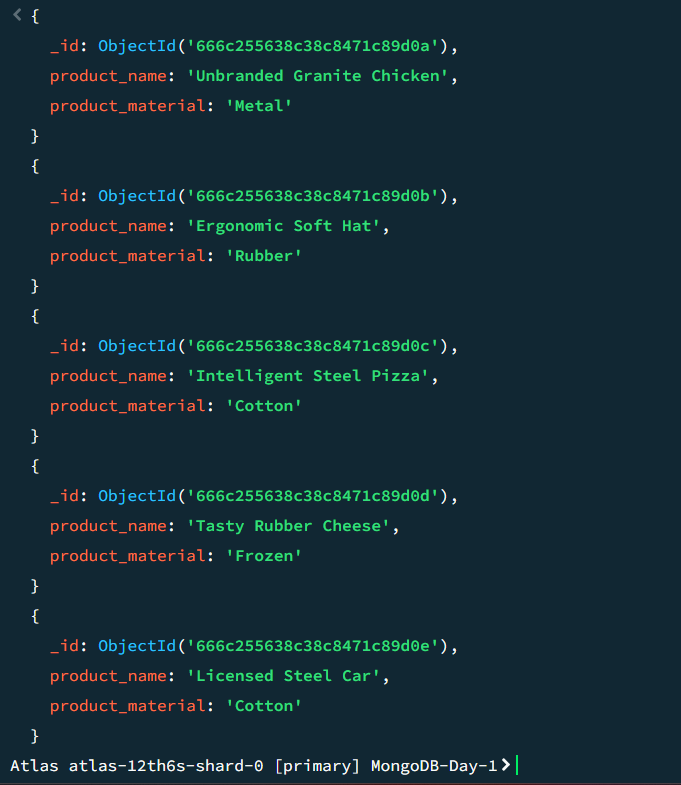 {
_id: ObjectId('666c255638c38c8471c89d0a'),
product_name: 'Unbranded Granite Chicken',
product_material: 'Metal'
}
{
_id: ObjectId('666c255638c38c8471c89d0b'),
product_name: 'Ergonomic Soft Hat',
product_material: 'Rubber'
}
{
_id: ObjectId('666c255638c38c8471c89d0c'),
product_name: 'Intelligent Steel Pizza',
product_material: 'Cotton'
}
{
_id: ObjectId('666c255638c38c8471c89d0d'),
product_name: 'Tasty Rubber Cheese',
product_material: 'Frozen'
}
{
_id: ObjectId('666c255638c38c8471c89d0e'),
product_name: 'Licensed Steel Car',
product_material: 'Cotton'
}
Atlas atlas-12th6s-shard-0 [primary] MongoDB-Day-1>